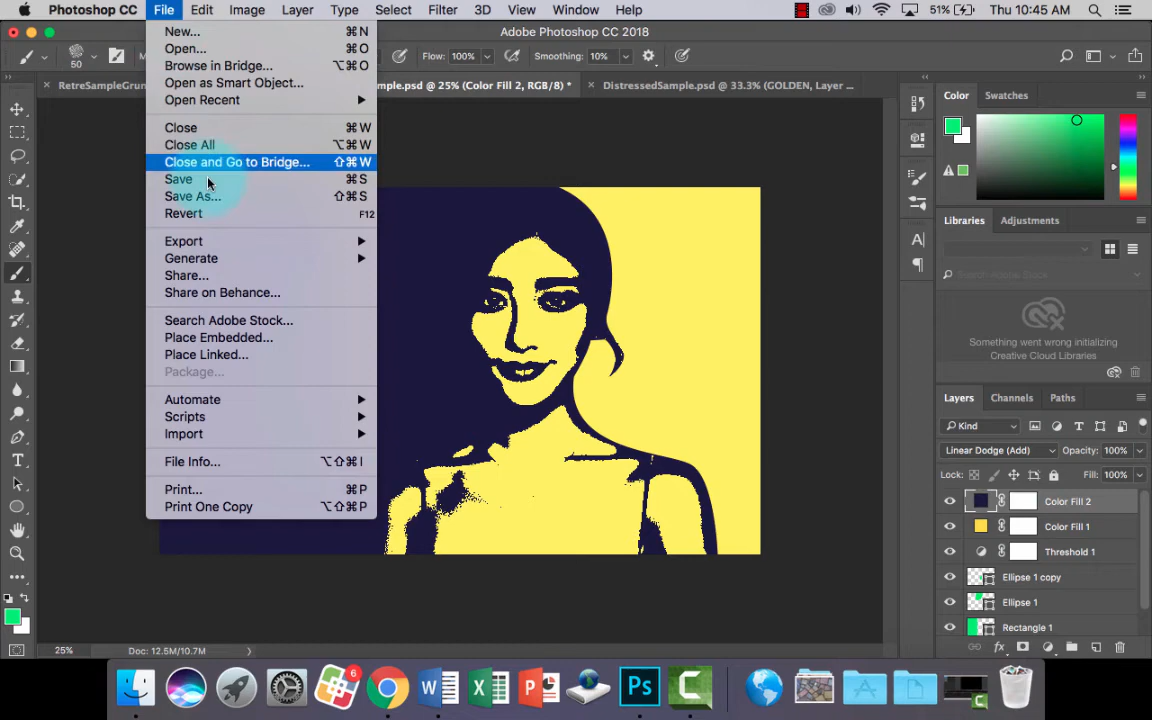 Photoshop CC File Edit Image Layer Type Select Filter 3D View Window Help 51% Thu 10:45 AM
Adobe Photoshop CC 2018
50 M Flow: 100% Smoothing: 10%
RetreSampleGrun mple.psd @ 25% (Color Fill 2, RGB/8) * DistressedSample.psd @ 33.3% (GOLDEN, Layer ...
New... ⌘N
Open... ⌘O
Browse in Bridge... ⌥⌘O
Open as Smart Object...
Open Recent
Close ⌘W
Close All ⌥⌘W
Close and Go to Bridge... ⇧⌘W
Save ⌘S
Save As... ⇧⌘S
Revert F12
Export
Generate
Share...
Share on Behance...
Search Adobe Stock...
Place Embedded...
Place Linked...
Package...
Automate
Scripts
Import
File Info... ⌥⇧⌘I
Print... ⌘P
Print One Copy ⌥⇧⌘P
Color Swatches
Libraries Adjustments
Search Adobe Stock
Something went wrong initializing
Creative Cloud Libraries
Layers Channels Paths
Kind
Linear Dodge (Add) Opacity: 100%
Lock: Fill: 100%
Color Fill 2
Color Fill 1
Threshold 1
Ellipse 1 copy
Ellipse 1
Rectangle 1
fx
25% Doc: 12.5M/10.7M
6
W X P Ps C